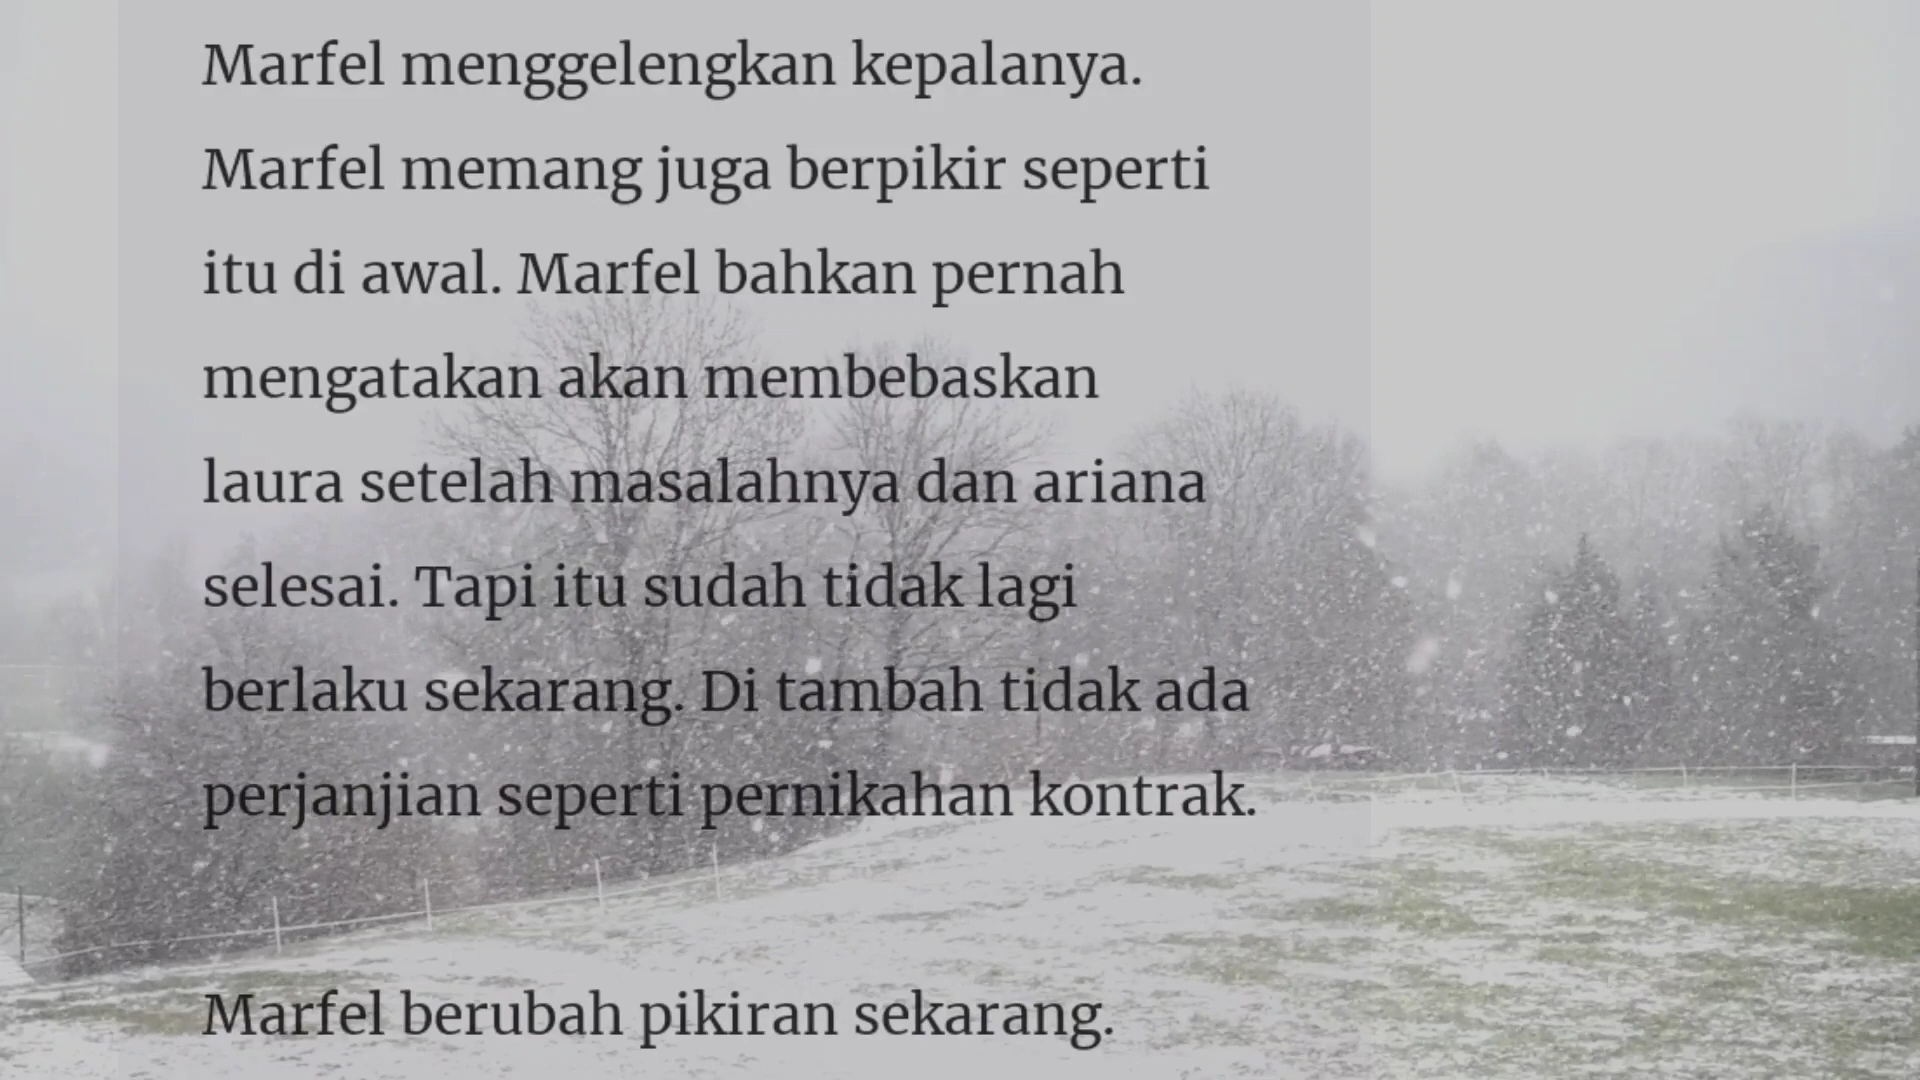 Marfel menggelengkan kepalanya.
Marfel memang juga berpikir seperti
itu di awal. Marfel bahkan pernah
mengatakan akan membebaskan
laura setelah masalahnya dan ariana
selesai. Tapi itu sudah tidak lagi
berlaku sekarang. Di tambah tidak ada
perjanjian seperti pernikahan kontrak.
Marfel berubah pikiran sekarang.